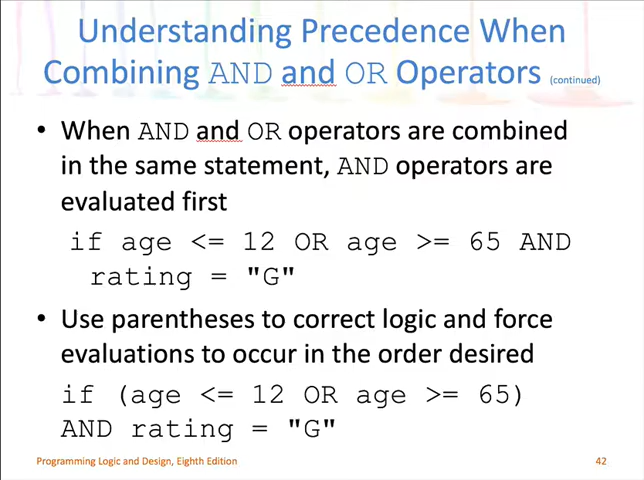 Understanding Precedence When
Combining AND and OR Operators (continued)
• When AND and OR operators are combined
in the same statement, AND operators are
evaluated first
if age <= 12 OR age >= 65 AND
rating = "G"
• Use parentheses to correct logic and force
evaluations to occur in the order desired
if (age <= 12 OR age >= 65)
AND rating = "G"
Programming Logic and Design, Eighth Edition 42